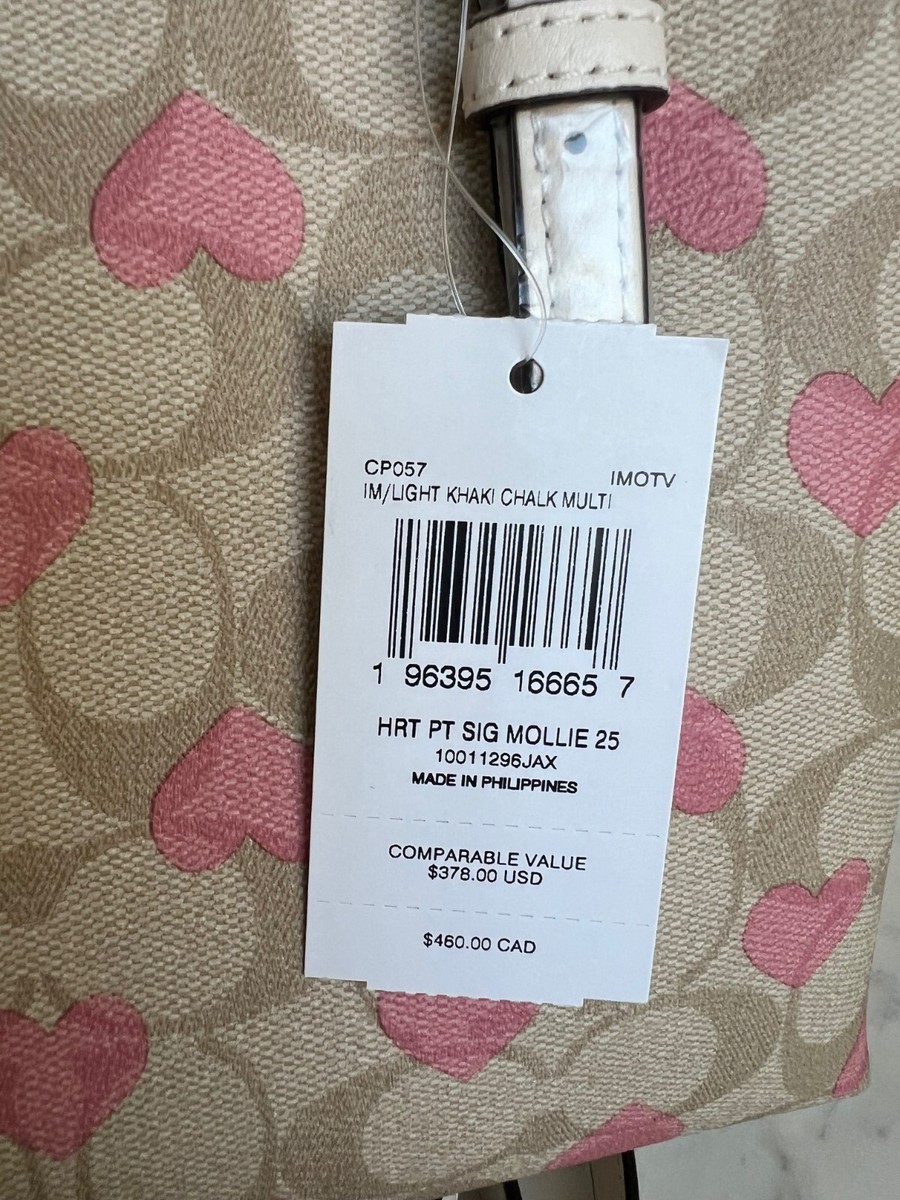 CP057 IMOTV
IM/LIGHT KHAKI CHALK MULTI
1 96395 16665 7
HRT PT SIG MOLLIE 25
10011296JAX
MADE IN PHILIPPINES
COMPARABLE VALUE
$378.00 USD
$460.00 CAD